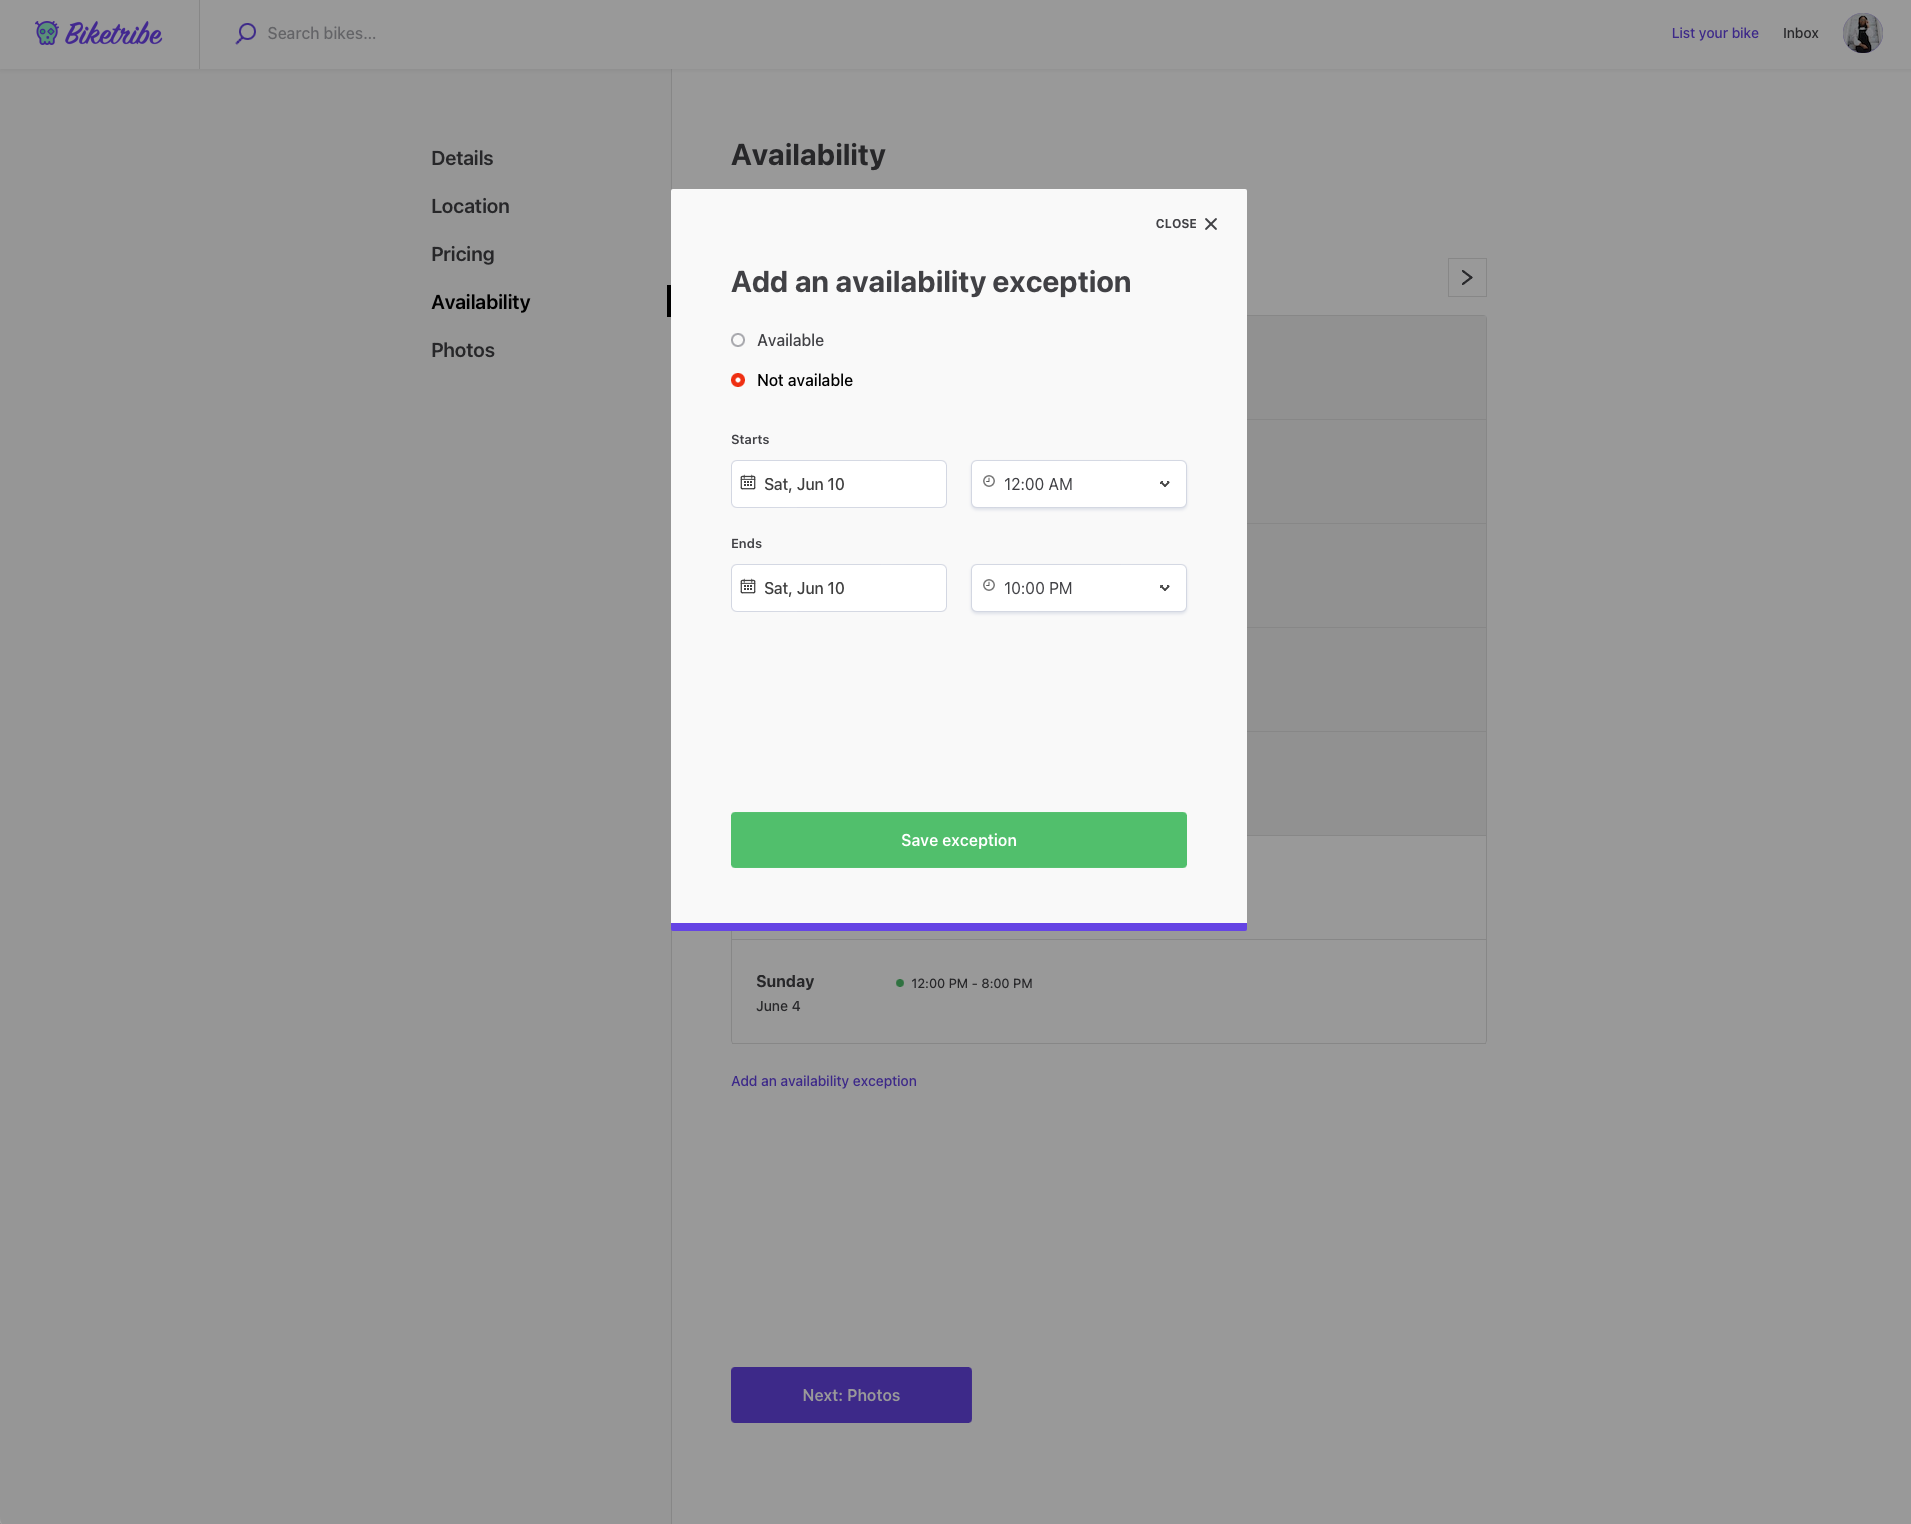 Biketribe
Search bikes...
List your bike
Inbox
Details
Location
Pricing
Availability
Photos
Availability
CLOSE
Add an availability exception
Available
Not available
Starts
Sat, Jun 10
12:00 AM
Ends
Sat, Jun 10
10:00 PM
Save exception
Sunday
12:00 PM - 8:00 PM
June 4
Add an availability exception
Next: Photos